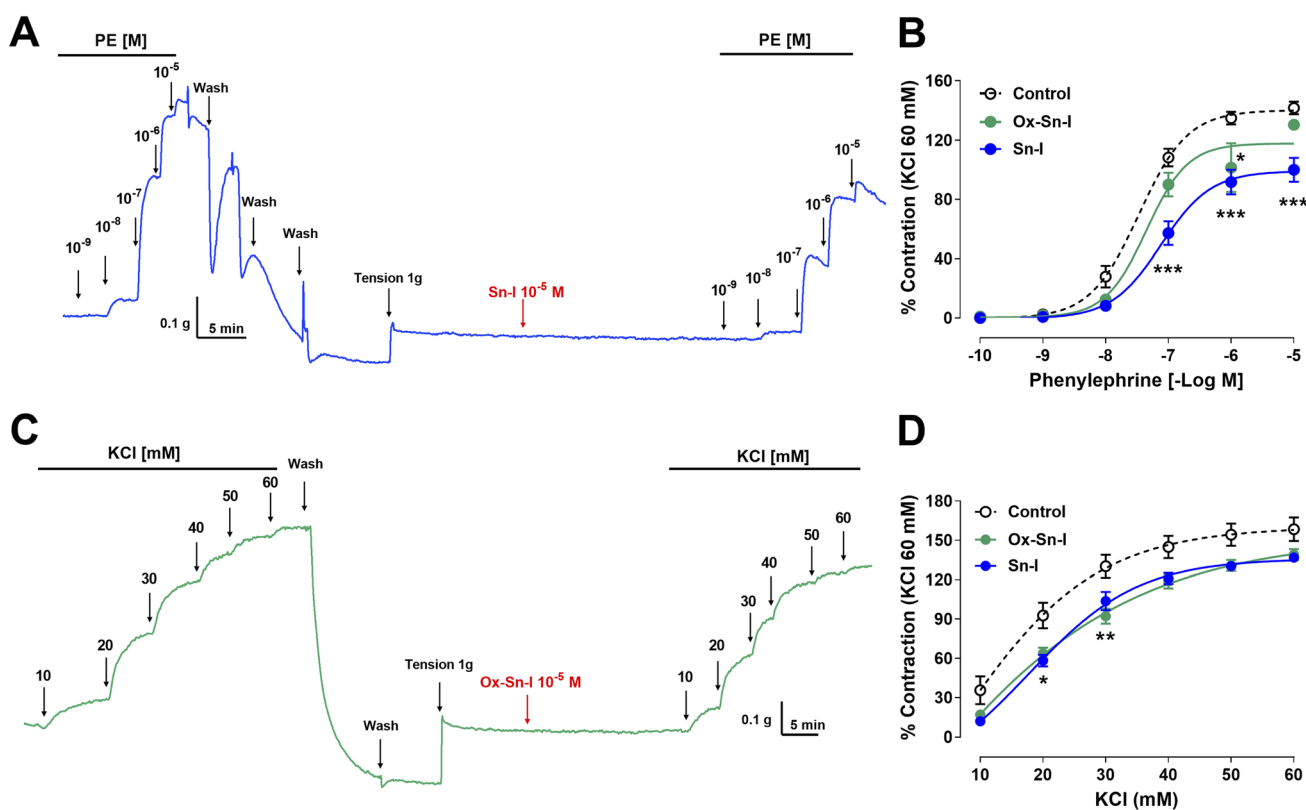 A
PE [M]
10-9
10-8
10-7
10-6
10-5
Wash
Wash
Wash
0.1 g
5 min
Tension 1g
Sn-I 10-5 M
PE [M]
10-9
10-8
10-7
10-6
10-5
B
% Contration (KCl 60 mM)
160
120
80
40
0
Control
Ox-Sn-I
Sn-I
*
***
***
***
-10 -9 -8 -7 -6 -5
Phenylephrine [-Log M]
C
KCl [mM]
10
20
30
40
50
60
Wash
Wash
Tension 1g
Ox-Sn-I 10-5 M
0.1 g
5 min
KCl [mM]
10
20
30
40
50
60
D
% Contraction (KCl 60 mM)
180
150
120
90
60
30
0
Control
Ox-Sn-I
Sn-I
*
**
10 20 30 40 50 60
KCl (mM)